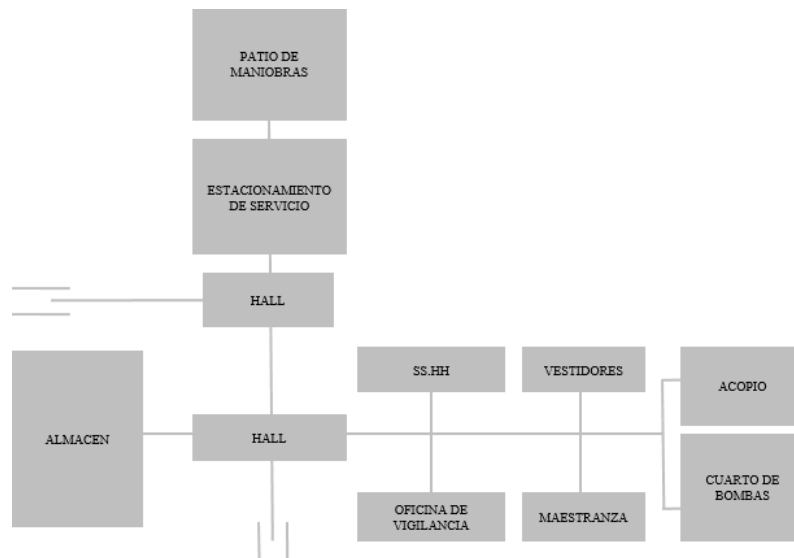 PATIO DE
MANIOBRAS
ESTACIONAMIENTO
DE SERVICIO
HALL
SS.HH
VESTIDORES
ACOPIO
ALMACEN
HALL
CUARTO DE
BOMBAS
OFICINA DE
VIGILANCIA
MAESTRANZA